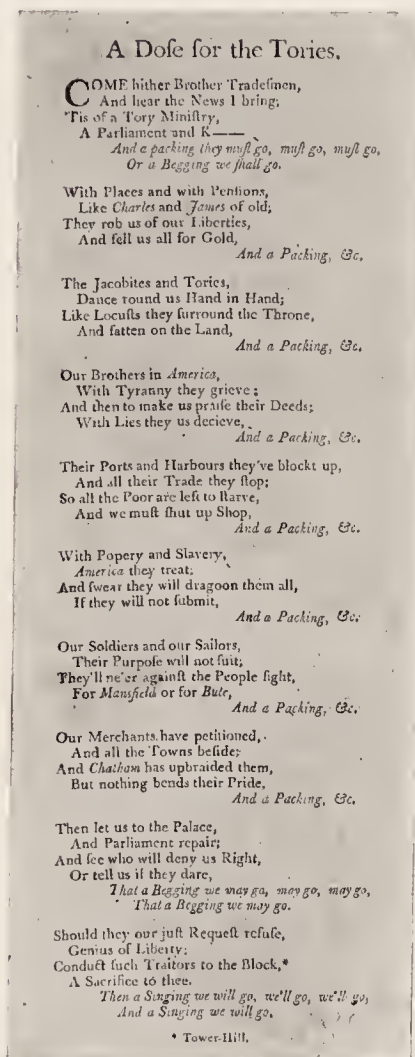 A Doſe for the Tories.
COME hither Brother Tradeſmen,
And hear the News I bring;
'Tis of a Tory Miniſtry,
A Parliament and K——
And a packing they muſt go, muſt go, muſt go,
Or a Begging we ſhall go.
With Places and with Penſions,
Like Charles and James of old;
They rob us of our Liberties,
And ſell us all for Gold,
And a Packing, &c.
The Jacobites and Tories,
Dance round us Hand in Hand;
Like Locuſts they ſurround the Throne,
And fatten on the Land,
And a Packing, &c.
Our Brothers in America,
With Tyranny they grieve;
And then to make us praiſe their Deeds;
With Lies they us decieve,
And a Packing, &c.
Their Ports and Harbours they've blockt up,
And all their Trade they ſtop;
So all the Poor are left to ſtarve,
And we muſt ſhut up Shop,
And a Packing, &c.
With Popery and Slavery,
America they treat;
And ſwear they will dragoon them all,
If they will not ſubmit,
And a Packing, &c.
Our Soldiers and our Sailors,
Their Purpoſe will not ſuit;
They'll ne'er againſt the People fight,
For Mansfield or for Bute,
And a Packing, &c.
Our Merchants have petitioned,
And all the Towns beſide;
And Chatham has upbraided them,
But nothing bends their Pride,
And a Packing, &c.
Then let us to the Palace,
And Parliament repair;
And ſee who will deny us Right,
Or tell us if they dare,
That a Begging we may go, may go, may go,
That a Begging we may go.
Should they our juſt Requeſt refuſe,
Genius of Liberty;
Conduct ſuch Traitors to the Block,*
A Sacrifice to thee.
Then a Singing we will go, we'll go, we'll go,
And a Singing we will go.
* Tower-Hill.